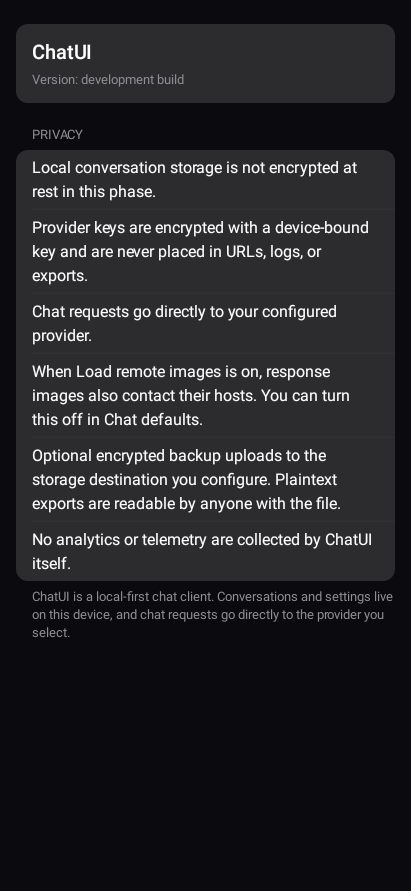 ChatUI
Version: development build
PRIVACY
Local conversation storage is not encrypted at
rest in this phase.
Provider keys are encrypted with a device-bound
key and are never placed in URLs, logs, or
exports.
Chat requests go directly to your configured
provider.
When Load remote images is on, response
images also contact their hosts. You can turn
this off in Chat defaults.
Optional encrypted backup uploads to the
storage destination you configure. Plaintext
exports are readable by anyone with the file.
No analytics or telemetry are collected by ChatUI
itself.
ChatUI is a local-first chat client. Conversations and settings live
on this device, and chat requests go directly to the provider you
select.